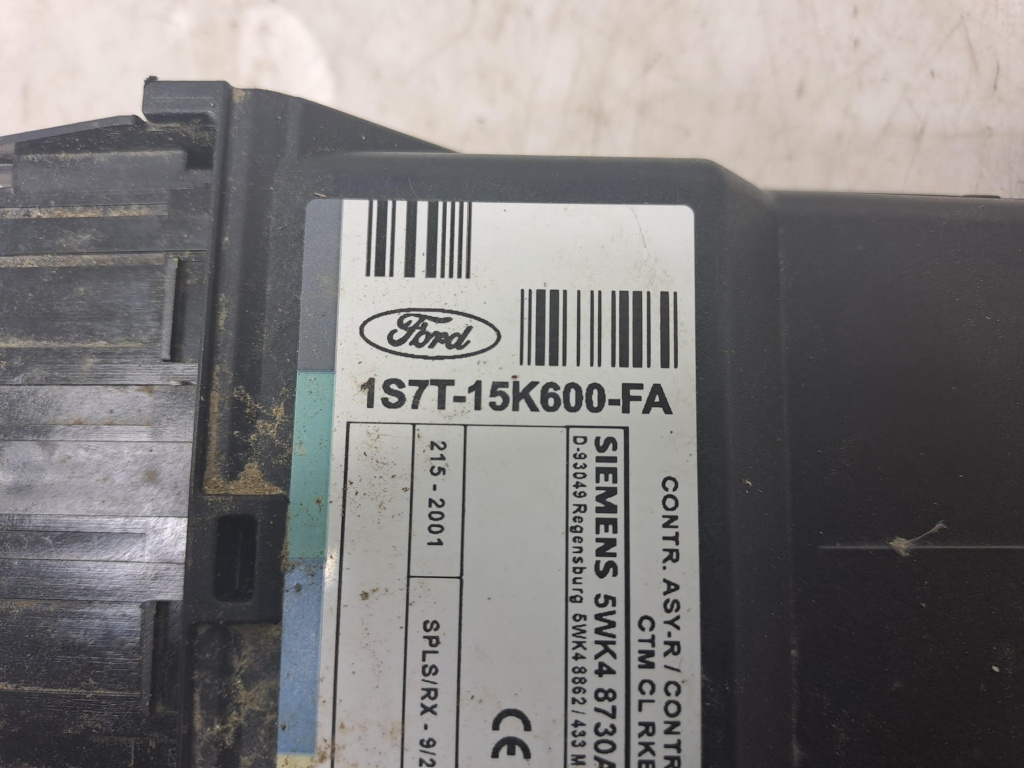 Ford
1S7T-15K600-FA
CONTR. ASY-R / CONTR
CTM CL RKE
SIEMENS 5WK4 8730A
D-93049 Regensburg 5WK4 8862 / 433 M
215 - 2001
SPLS/RX - 9/2
CE